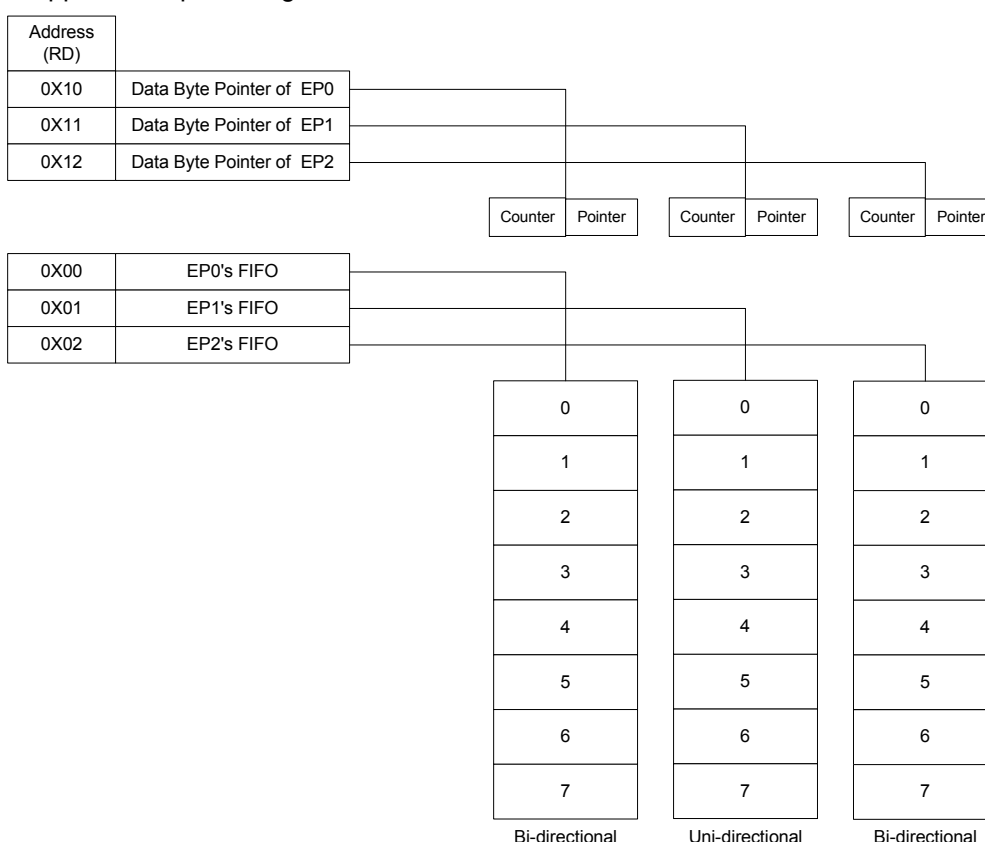 Address
(RD)
0X10 Data Byte Pointer of EP0
0X11 Data Byte Pointer of EP1
0X12 Data Byte Pointer of EP2
Counter Pointer Counter Pointer Counter Pointer
0X00 EP0's FIFO
0X01 EP1's FIFO
0X02 EP2's FIFO
0 0 0
1 1 1
2 2 2
3 3 3
4 4 4
5 5 5
6 6 6
7 7 7
Bi-directional Uni-directional Bi-directional